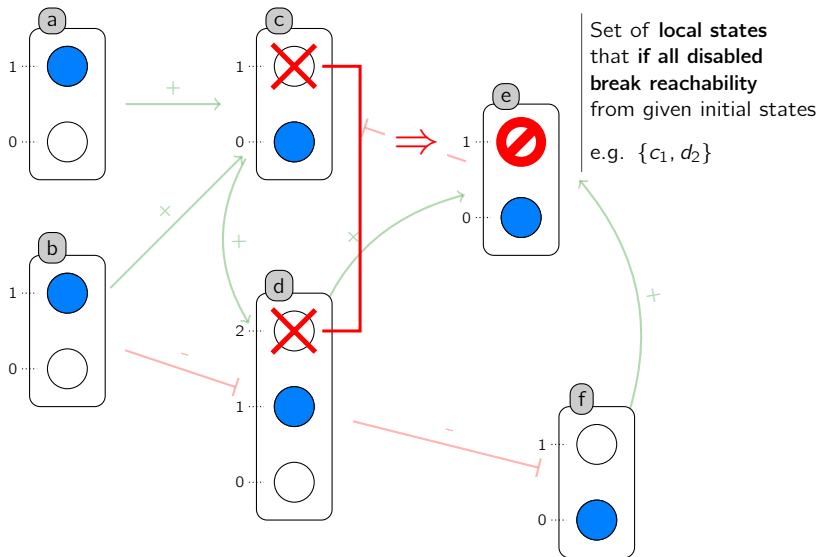 a
1
0
+
c
1
0
b
1
0
×
+
-
d
2
1
0
×
-
⇒
e
1
0
+
f
1
0
Set of local states
that if all disabled
break reachability
from given initial states
e.g. {c₁, d₂}